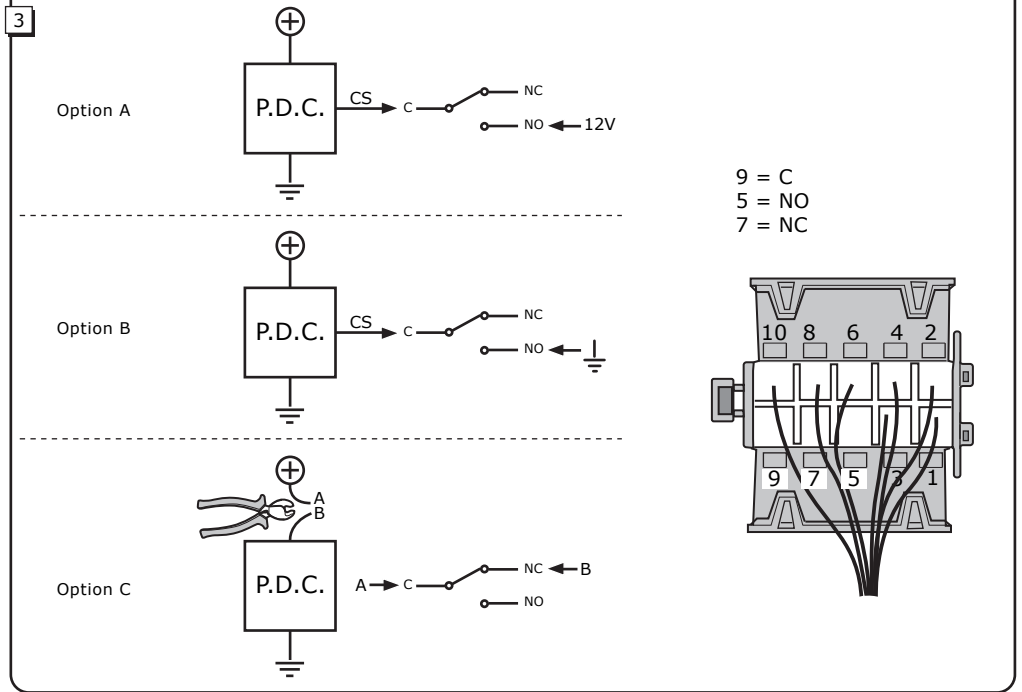 3
Option A
P.D.C.
CS
C
NC
NO
12V
Option B
P.D.C.
CS
C
NC
NO
Option C
A
B
P.D.C.
A
C
NC
B
NO
9 = C
5 = NO
7 = NC
10 8 6 4 2
9 7 5 3 1